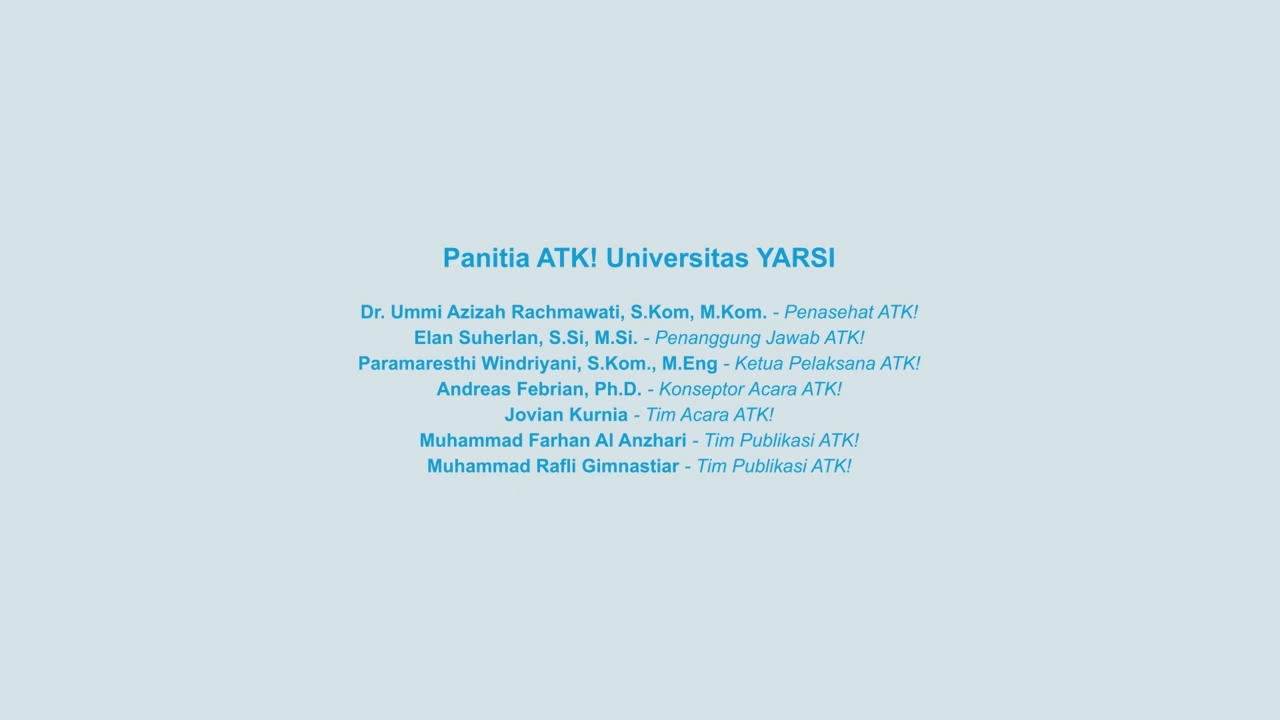 Panitia ATK! Universitas YARSI
Dr. Ummi Azizah Rachmawati, S.Kom, M.Kom. - Penasehat ATK!
Elan Suherlan, S.Si, M.Si. - Penanggung Jawab ATK!
Paramaresthi Windriyani, S.Kom., M.Eng - Ketua Pelaksana ATK!
Andreas Febrian, Ph.D. - Konseptor Acara ATK!
Jovian Kurnia - Tim Acara ATK!
Muhammad Farhan Al Anzhari - Tim Publikasi ATK!
Muhammad Rafli Gimnastiar - Tim Publikasi ATK!